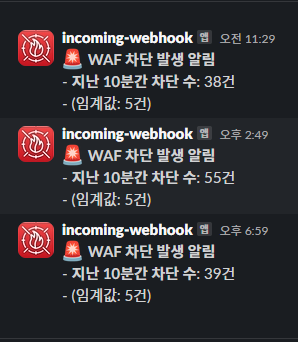 incoming-webhook 앱 오전 11:29
🚨 WAF 차단 발생 알림
- 지난 10분간 차단 수: 38건
- (임계값: 5건)
incoming-webhook 앱 오후 2:49
🚨 WAF 차단 발생 알림
- 지난 10분간 차단 수: 55건
- (임계값: 5건)
incoming-webhook 앱 오후 6:59
🚨 WAF 차단 발생 알림
- 지난 10분간 차단 수: 39건
- (임계값: 5건)